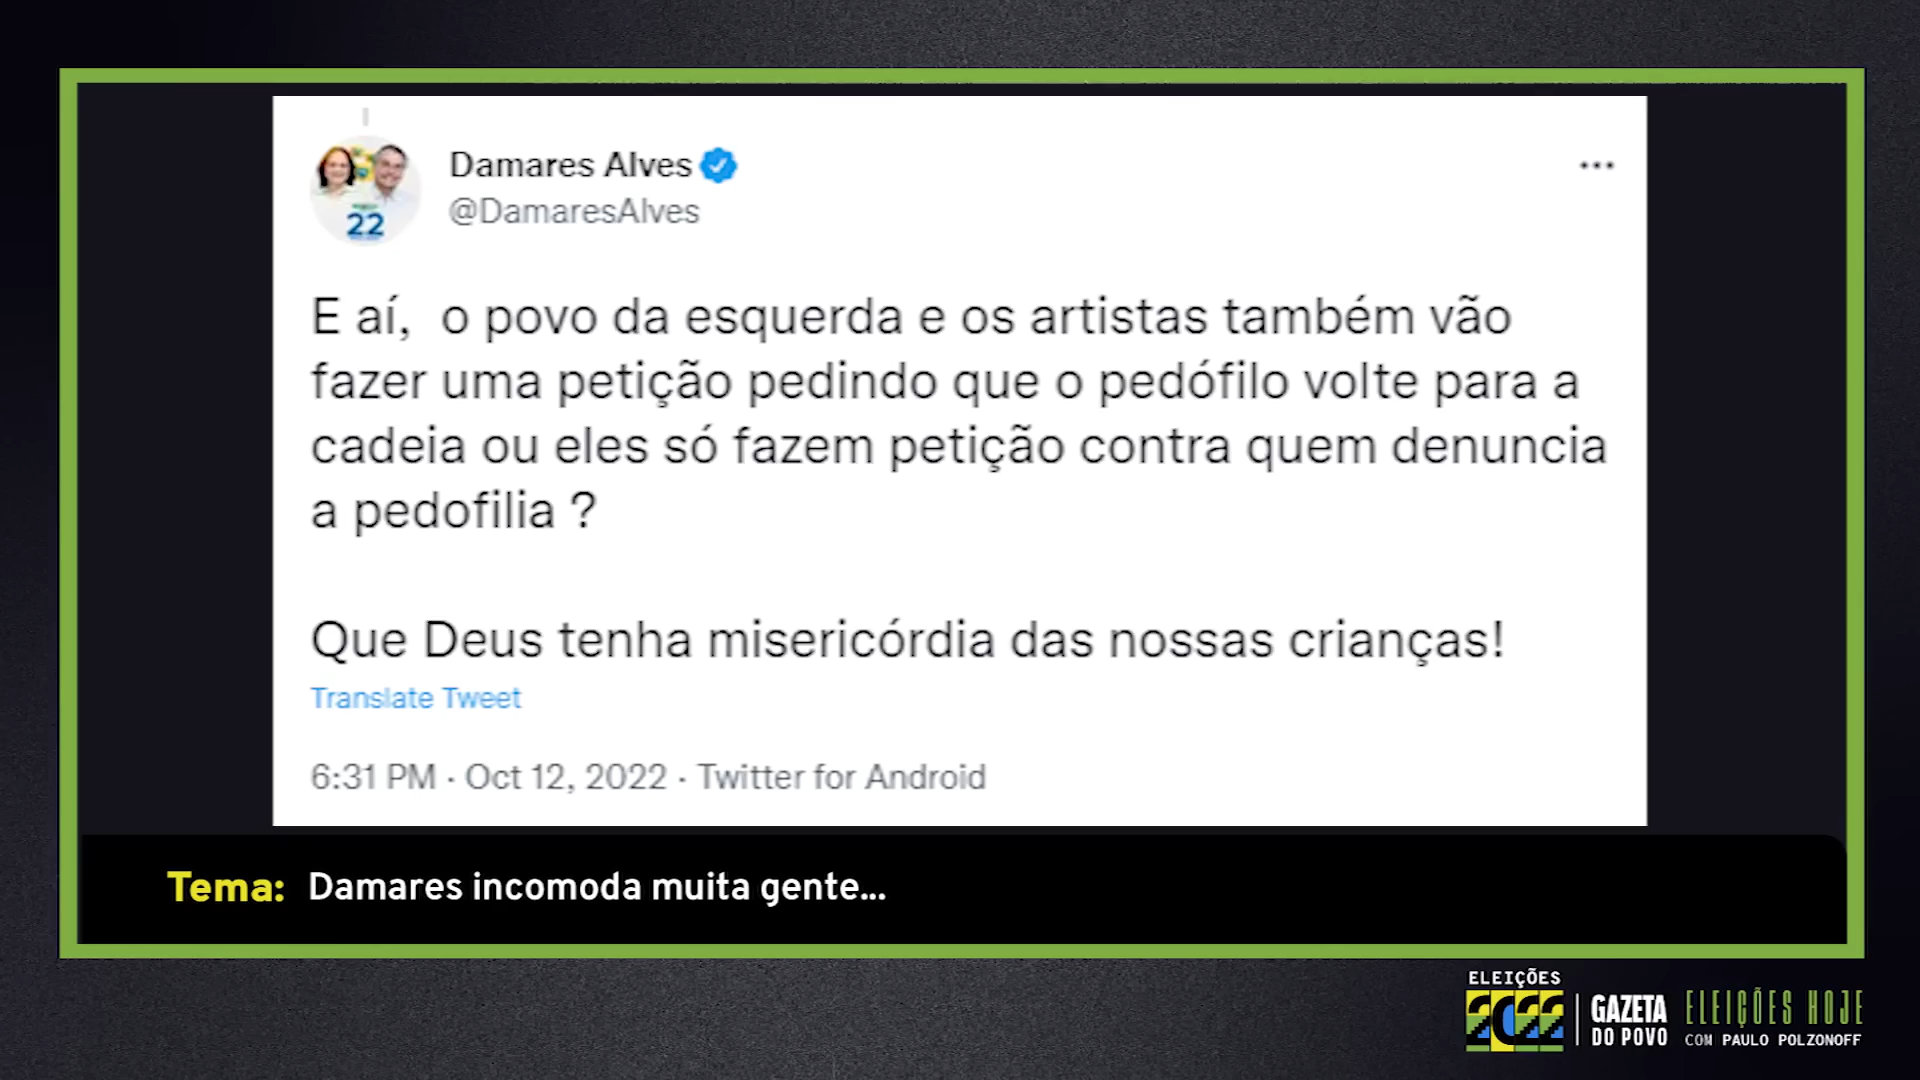 Damares Alves
@DamaresAlves
22
E aí, o povo da esquerda e os artistas também vão
fazer uma petição pedindo que o pedófilo volte para a
cadeia ou eles só fazem petição contra quem denuncia
a pedofilia ?
Que Deus tenha misericórdia das nossas crianças!
Translate Tweet
6:31 PM · Oct 12, 2022 · Twitter for Android
Tema: Damares incomoda muita gente...
ELEIÇÕES
2022
GAZETA
DO POVO
ELEIÇÕES HOJE
COM PAULO POLZONOFF